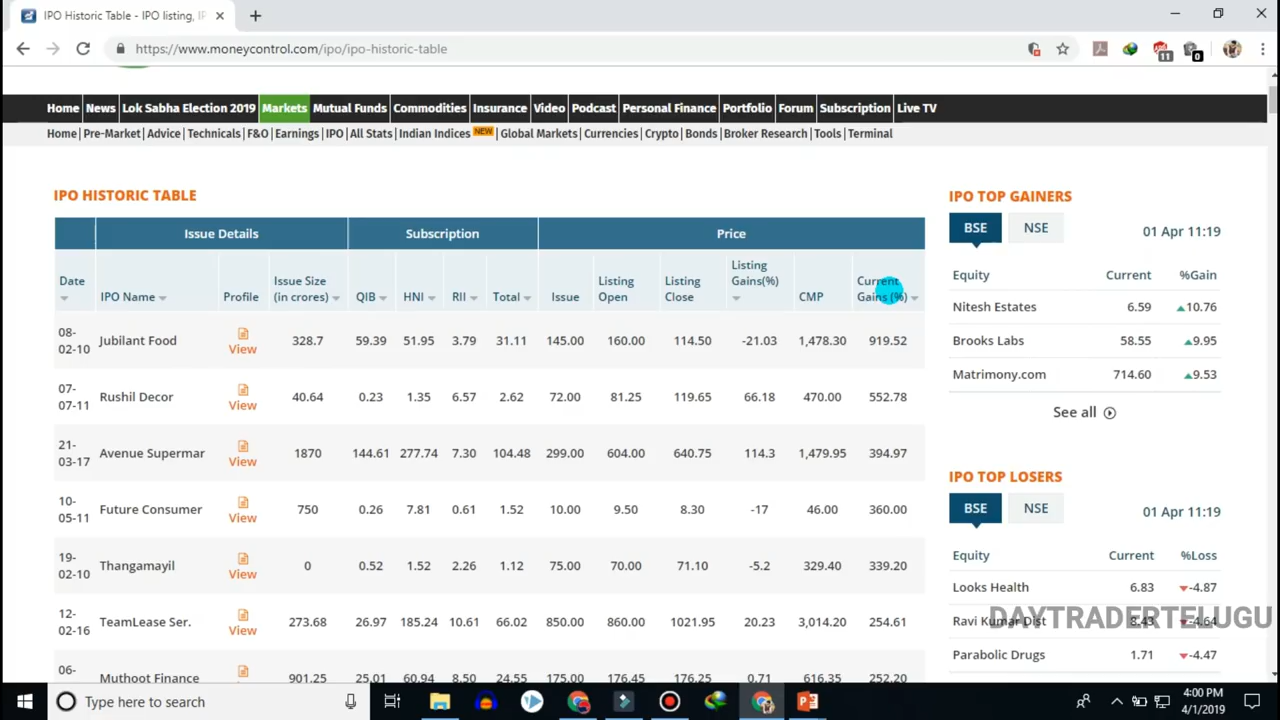 IPO Historic Table - IPO listing, IP
https://www.moneycontrol.com/ipo/ipo-historic-table
11
0
Home News Lok Sabha Election 2019 Markets Mutual Funds Commodities Insurance Video Podcast Personal Finance Portfolio Forum Subscription Live TV
Home | Pre-Market | Advice | Technicals | F&O | Earnings | IPO | All Stats | Indian Indices NEW | Global Markets | Currencies | Crypto | Bonds | Broker Research | Tools | Terminal
IPO HISTORIC TABLE
Issue Details Subscription Price
Date IPO Name Profile Issue Size (in crores) QIB HNI RII Total Issue Listing Open Listing Close Listing Gains(%) CMP Current Gains (%)
08-02-10 Jubilant Food View 328.7 59.39 51.95 3.79 31.11 145.00 160.00 114.50 -21.03 1,478.30 919.52
07-07-11 Rushil Decor View 40.64 0.23 1.35 6.57 2.62 72.00 81.25 119.65 66.18 470.00 552.78
21-03-17 Avenue Supermar View 1870 144.61 277.74 7.30 104.48 299.00 604.00 640.75 114.3 1,479.95 394.97
10-05-11 Future Consumer View 750 0.26 7.81 0.61 1.52 10.00 9.50 8.30 -17 46.00 360.00
19-02-10 Thangamayil View 0 0.52 1.52 2.26 1.12 75.00 70.00 71.10 -5.2 329.40 339.20
12-02-16 TeamLease Ser. View 273.68 26.97 185.24 10.61 66.02 850.00 860.00 1021.95 20.23 3,014.20 254.61
06- Muthoot Finance 901.25 25.01 60.94 8.50 24.55 175.00 176.45 176.25 0.71 616.35 252.20
IPO TOP GAINERS
BSE NSE 01 Apr 11:19
Equity Current %Gain
Nitesh Estates 6.59 10.76
Brooks Labs 58.55 9.95
Matrimony.com 714.60 9.53
See all
IPO TOP LOSERS
BSE NSE 01 Apr 11:19
Equity Current %Loss
Looks Health 6.83 -4.87
Ravi Kumar Dist 8.43 -4.64
DAYTRADERTELUGU
Parabolic Drugs 1.71 -4.47
Type here to search
4:00 PM
4/1/2019